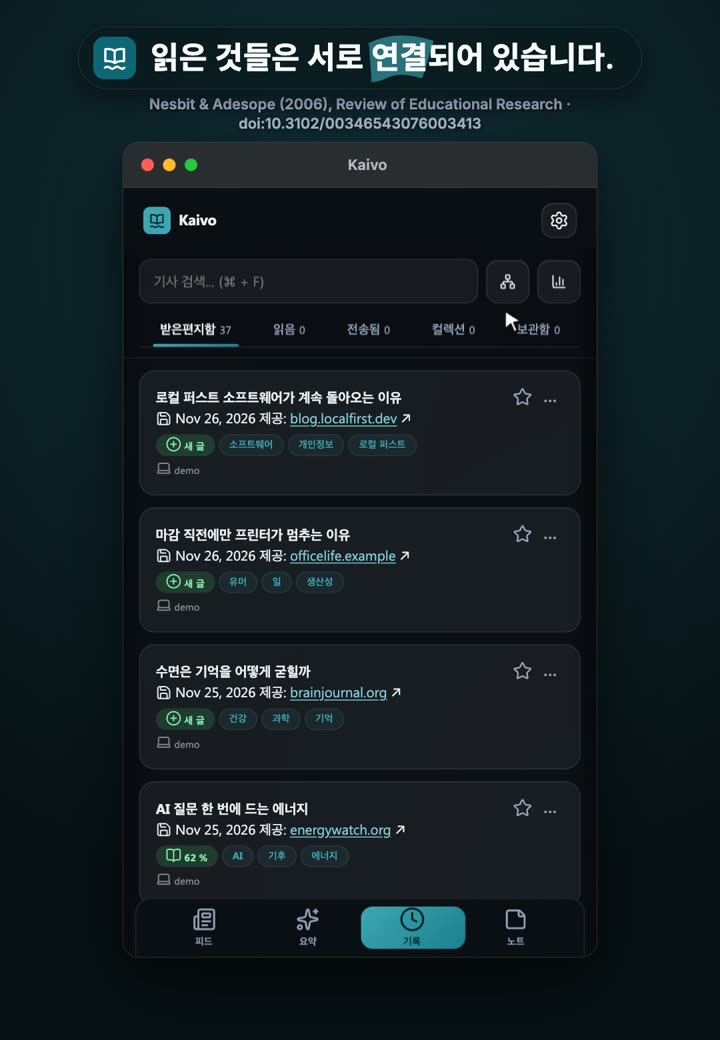 읽은 것들은 서로 연결되어 있습니다.
Nesbit & Adesope (2006), Review of Educational Research ·
doi:10.3102/00346543076003413
Kaivo
Kaivo
기사 검색... (⌘ + F)
받은편지함 37 읽음 0 전송됨 0 컬렉션 0 보관함 0
로컬 퍼스트 소프트웨어가 계속 돌아오는 이유
Nov 26, 2026 제공: blog.localfirst.dev ↗
새 글 소프트웨어 개인정보 로컬 퍼스트
demo
마감 직전에만 프린터가 멈추는 이유
Nov 26, 2026 제공: officelife.example ↗
새 글 유머 일 생산성
demo
수면은 기억을 어떻게 굳힐까
Nov 25, 2026 제공: brainjournal.org ↗
새 글 건강 과학 기억
demo
AI 질문 한 번에 드는 에너지
Nov 25, 2026 제공: energywatch.org ↗
62 % AI 기후 에너지
demo
피드 요약 기록 노트